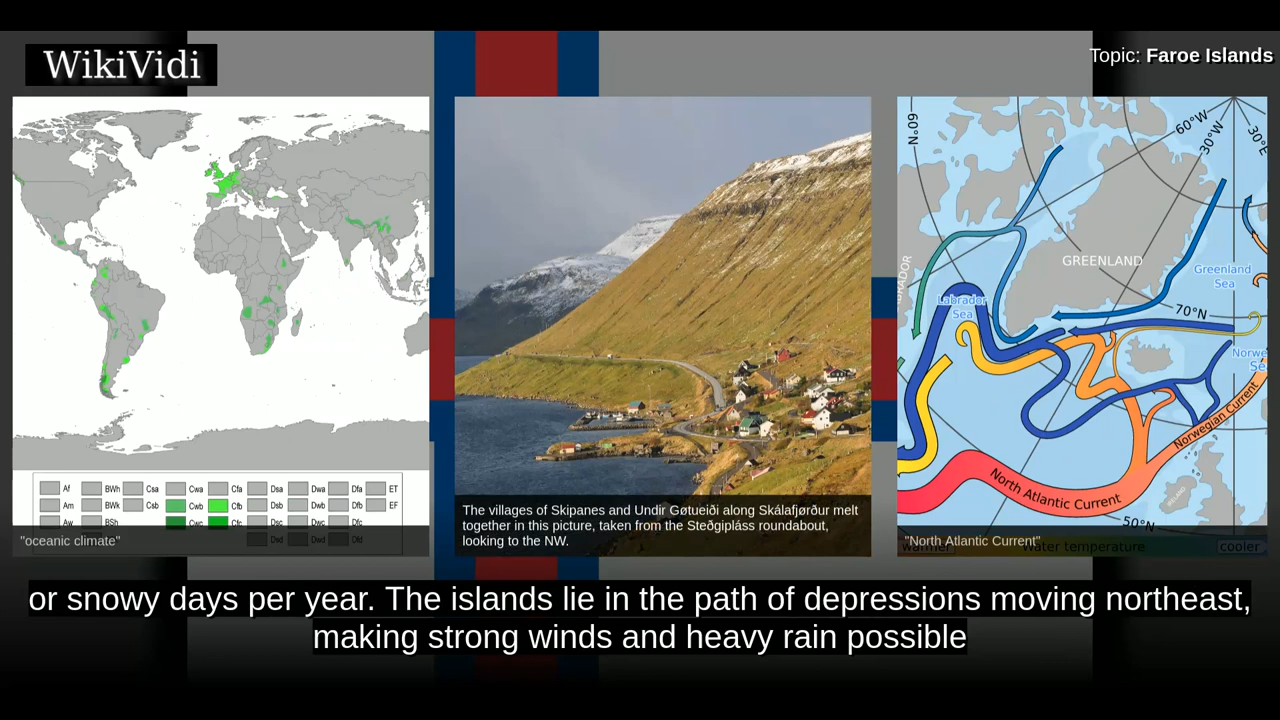 WikiVidi
Topic: Faroe Islands
Af BWh Csa Cwa Cfa Dsa Dwa Dfa ET
Am BWk Csb Cwb Cfb Dsb Dwb Dfb EF
Aw BSh Cwc Cfc Dsc Dwc Dfc
Dsd Dwd Dfd
"oceanic climate"
The villages of Skipanes and Undir Gøtueiði along Skálafjørður melt
together in this picture, taken from the Steðgipláss roundabout,
looking to the NW.
60°N
60°W
30°W
30°E
GREENLAND
Greenland
Sea
Labrador
Sea
70°N
Norwegian Current
North Atlantic Current
IRELAND
50°N
warmer Water temperature cooler
"North Atlantic Current"
or snowy days per year. The islands lie in the path of depressions moving northeast,
making strong winds and heavy rain possible